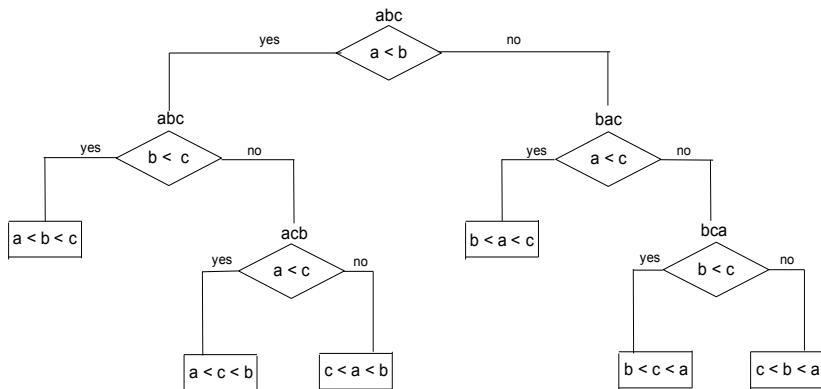 abc
yes
a < b
no
abc
bac
yes
b < c
no
yes
a < c
no
a < b < c
acb
b < a < c
bca
yes
a < c
no
yes
b < c
no
a < c < b
c < a < b
b < c < a
c < b < a